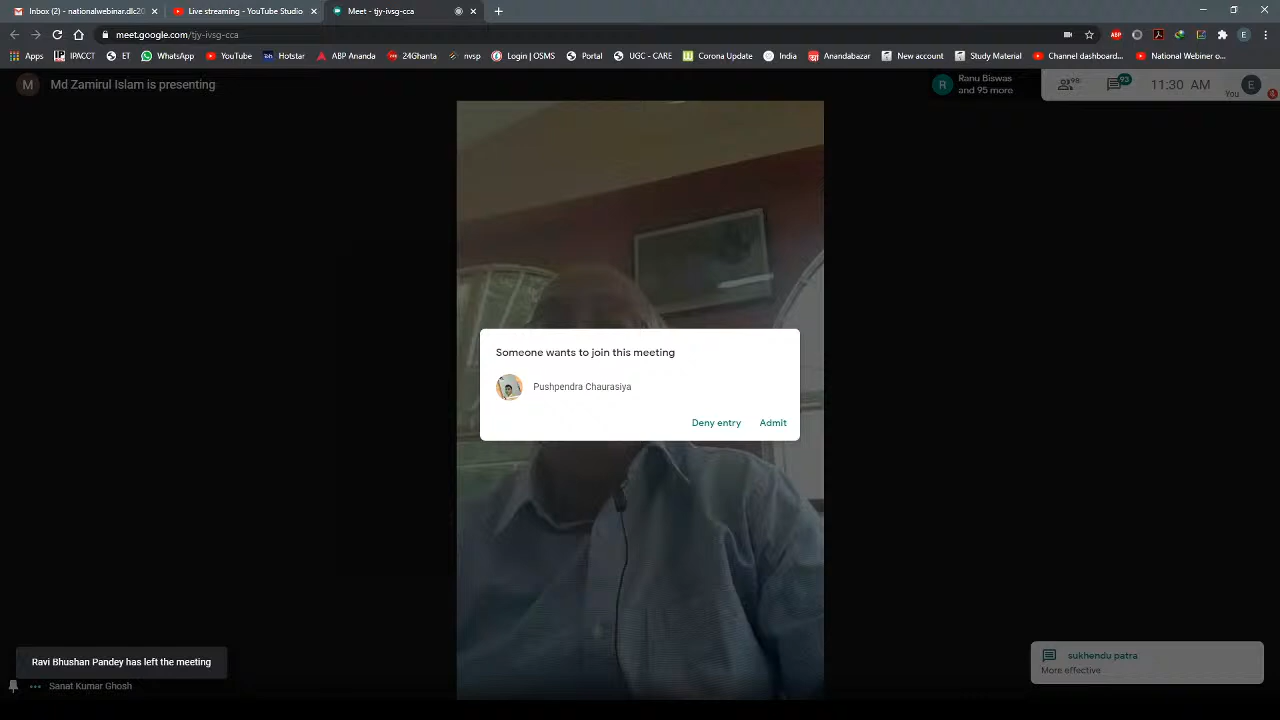 Inbox (0) - nationalwebinar.dlc20
Live streaming - YouTube Studio
Meet - tjy-ivsg-cca
meet.google.com/tjy-ivsg-cca
ABP
E
Apps
IPACCT
ET
WhatsApp
YouTube
Hotstar
ABP Ananda
24Ghanta
nvsp
Login | OSMS
Portal
UGC - CARE
Corona Update
India
Anandabazar
New account
Study Material
Channel dashboard...
National Webiner o...
M
Md Zamirul Islam is presenting
R
Ranu Biswas
and 95 more
98
93
11:30 AM
You
E
Someone wants to join this meeting
Pushpendra Chaurasiya
Deny entry
Admit
Ravi Bhushan Pandey has left the meeting
Sanat Kumar Ghosh
sukhendu patra
More effective